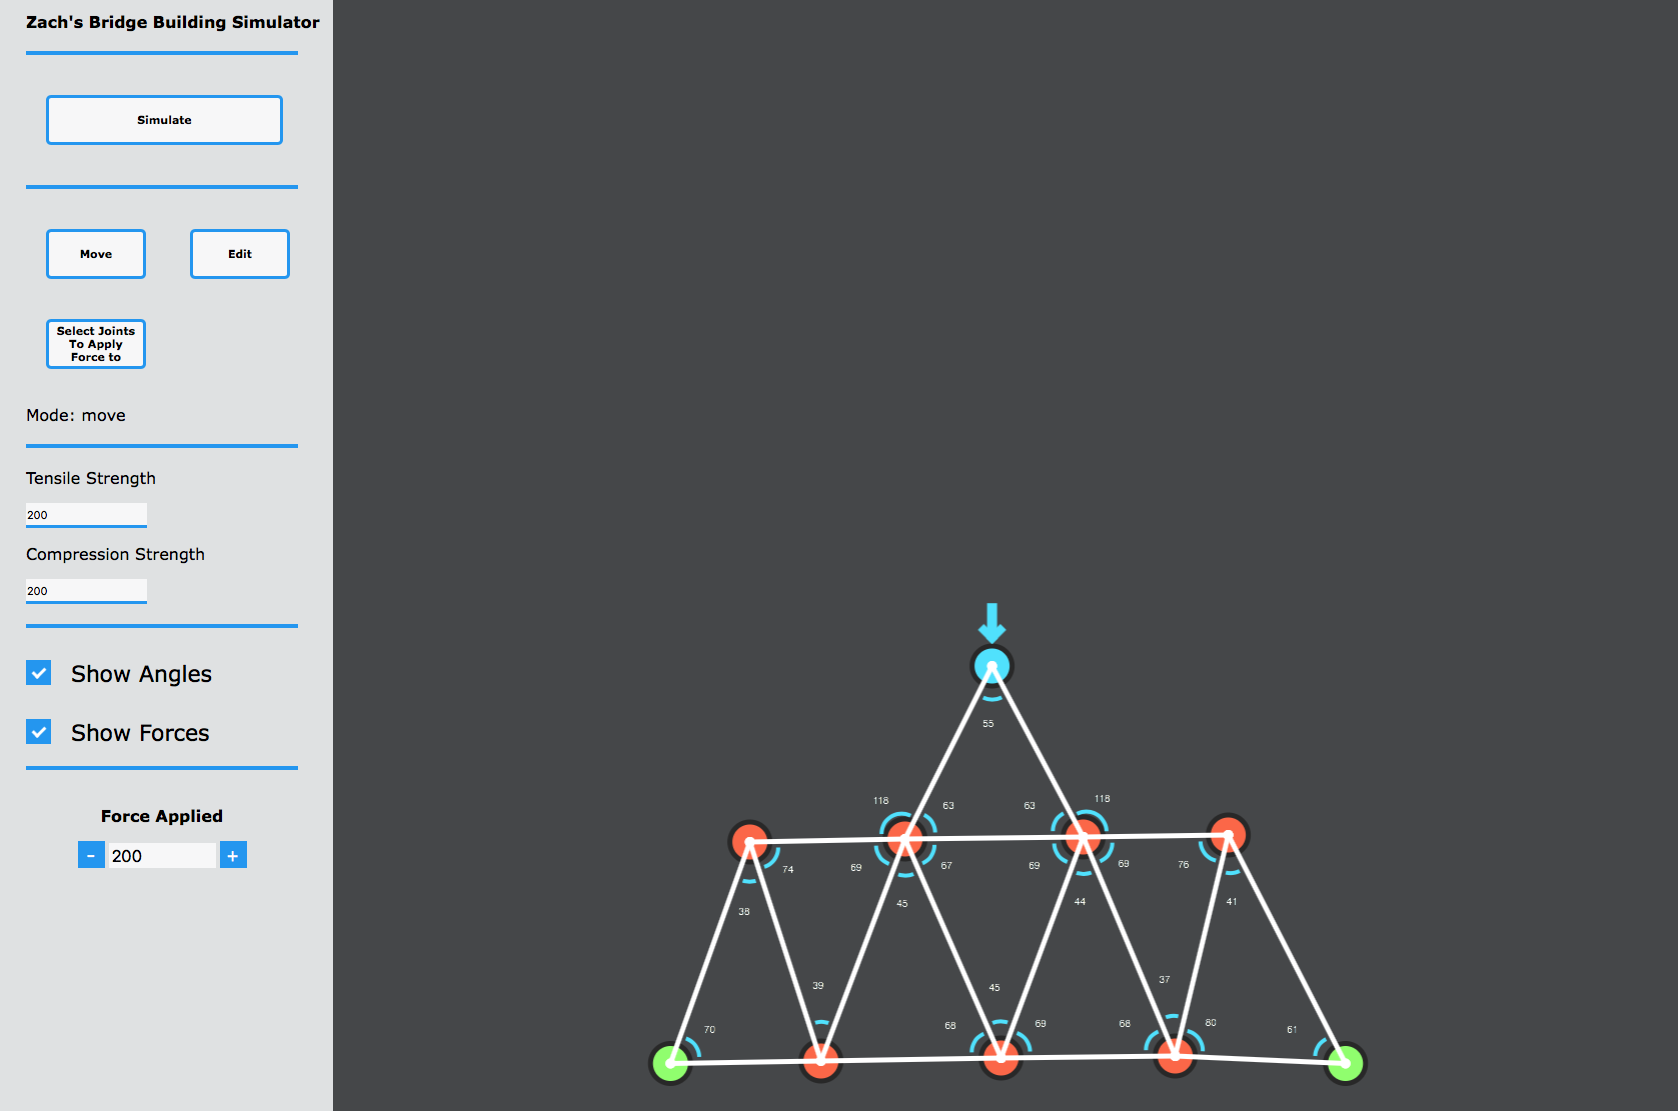 Zach's Bridge Building Simulator
Simulate
Move
Edit
Select Joints
To Apply
Force to
Mode: move
Tensile Strength
200
Compression Strength
200
Show Angles
Show Forces
Force Applied
- 200 +
55
118 63 63 118
74 69 67 69 69 76
38 45 44 41
39 45 37
70 68 69 68 80 61